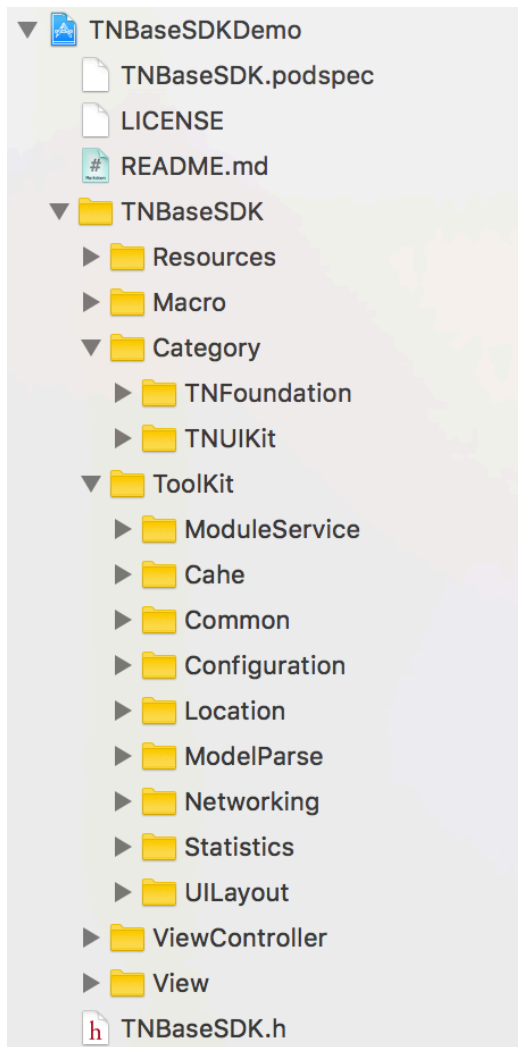 TNBaseSDKDemo
TNBaseSDK.podspec
LICENSE
README.md
TNBaseSDK
Resources
Macro
Category
TNFoundation
TNUIKit
ToolKit
ModuleService
Cahe
Common
Configuration
Location
ModelParse
Networking
Statistics
UILayout
ViewController
View
TNBaseSDK.h